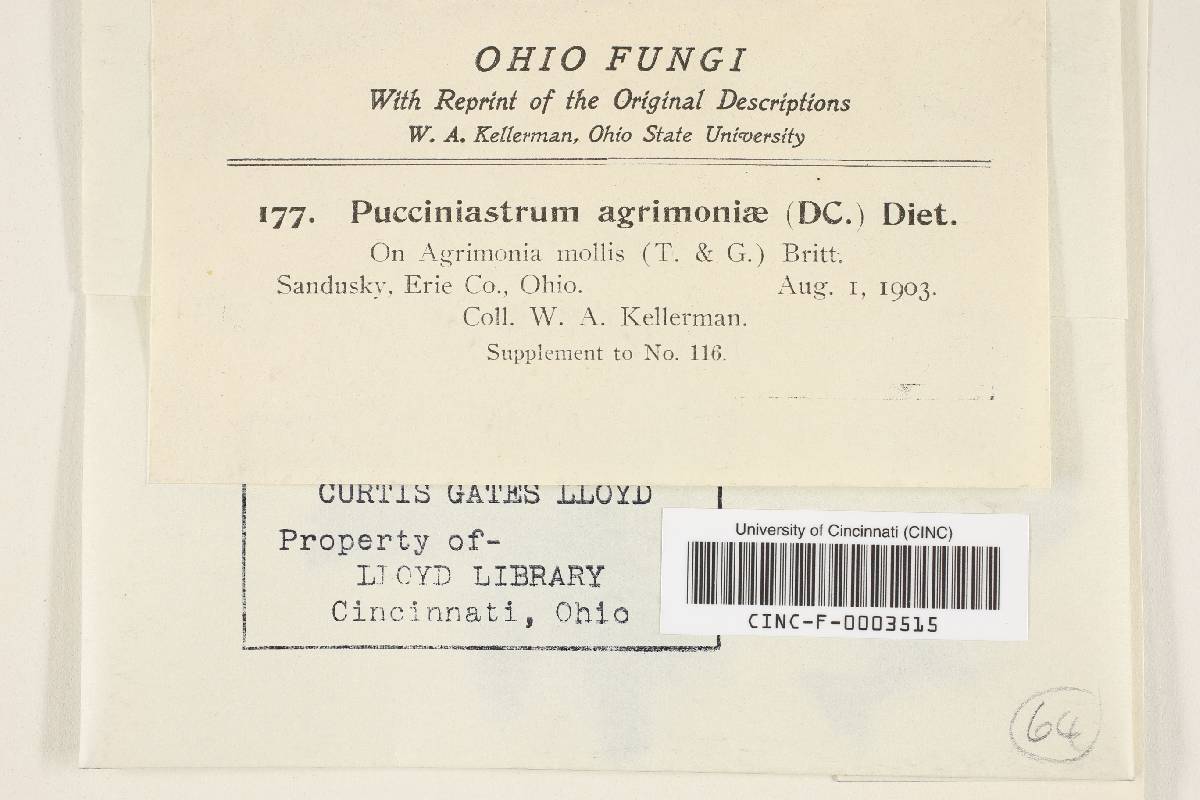 OHIO FUNGI
With Reprint of the Original Descriptions
W. A. Kellerman, Ohio State University
177. Pucciniastrum agrimoniæ (DC.) Diet.
On Agrimonia mollis (T. & G.) Britt.
Sandusky, Erie Co., Ohio. Aug. 1, 1903.
Coll. W. A. Kellerman.
Supplement to No. 116.
CURTIS GATES LLOYD
Property of-
LLOYD LIBRARY
Cincinnati, Ohio
University of Cincinnati (CINC)
CINC-F-0003515
64